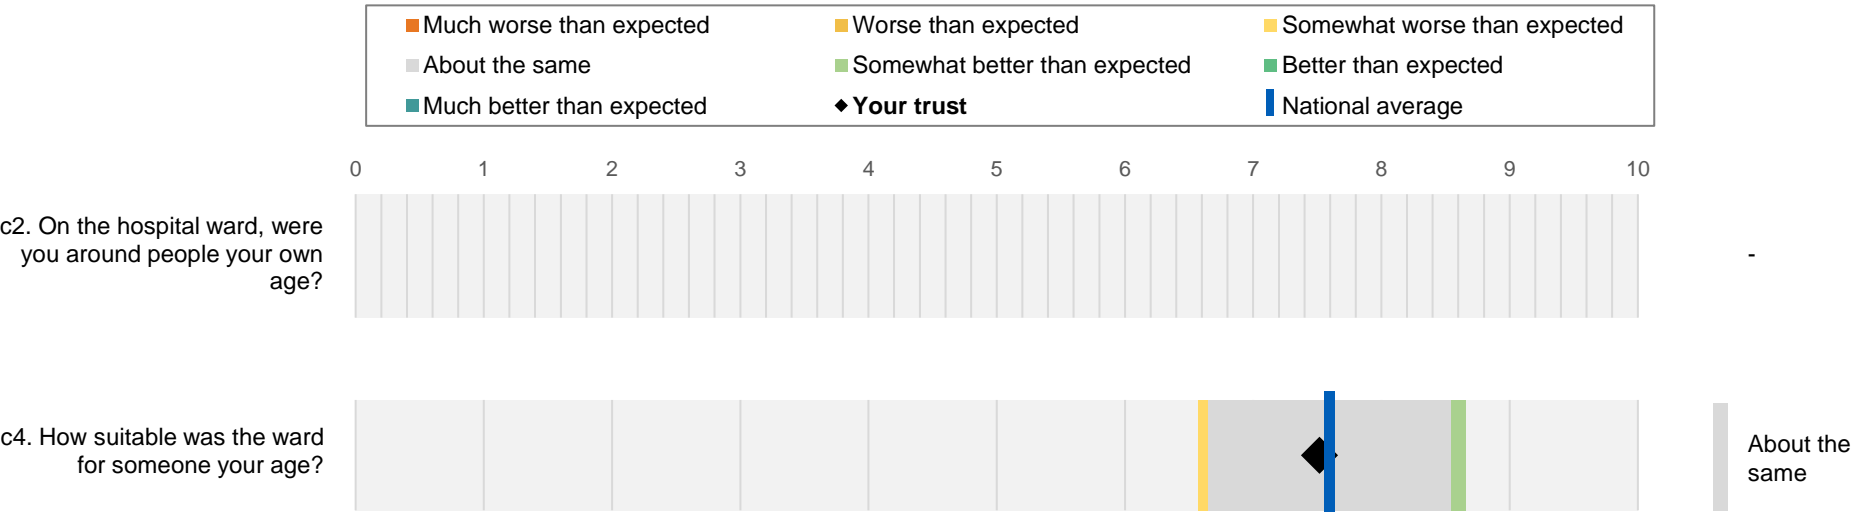 Much worse than expected
Worse than expected
Somewhat worse than expected
About the same
Somewhat better than expected
Better than expected
Much better than expected
Your trust
National average
0 1 2 3 4 5 6 7 8 9 10
c2. On the hospital ward, were
you around people your own
age?
-
c4. How suitable was the ward
for someone your age?
About the
same